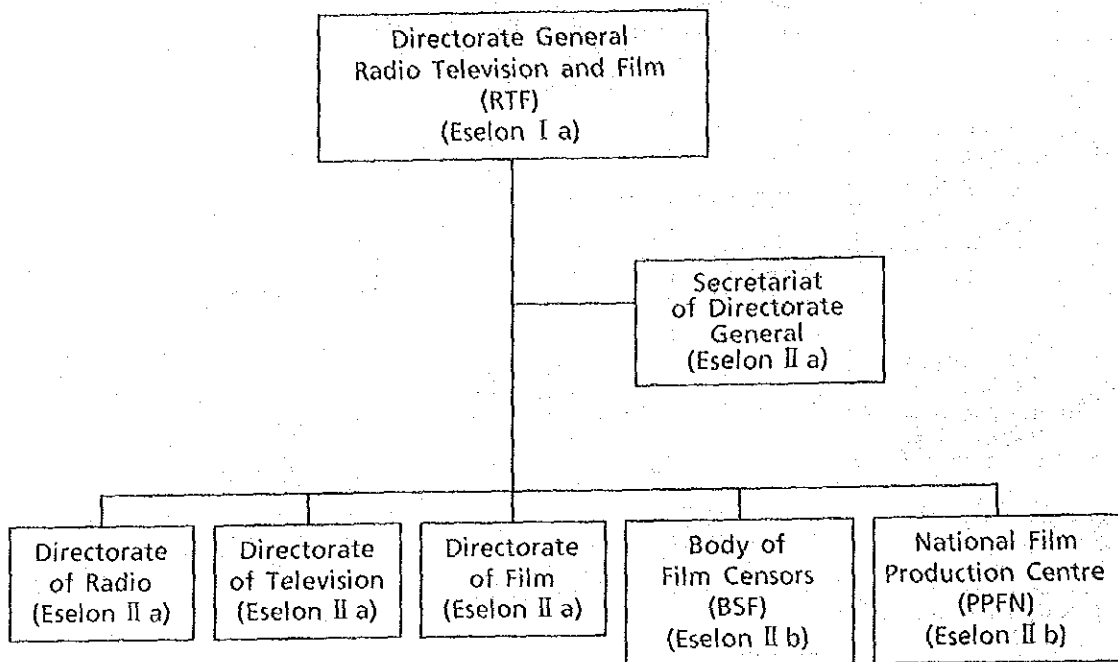 Directorate General
Radio Television and Film
(RTF)
(Eselon I a)
Secretariat
of Directorate
General
(Eselon II a)
Directorate
of Radio
(Eselon II a)
Directorate
of Television
(Eselon II a)
Directorate
of Film
(Eselon II a)
Body of
Film Censors
(BSF)
(Eselon II b)
National Film
Production Centre
(PPFN)
(Eselon II b)